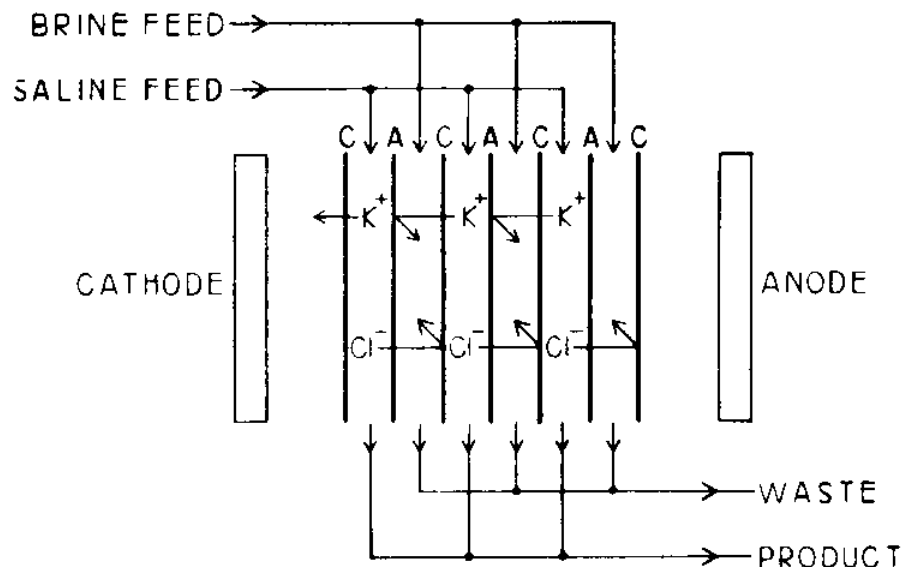 BRINE FEED
SALINE FEED
C A C A C A C
K+ K+ K+
CATHODE
ANODE
Cl− Cl− Cl−
WASTE
PRODUCT